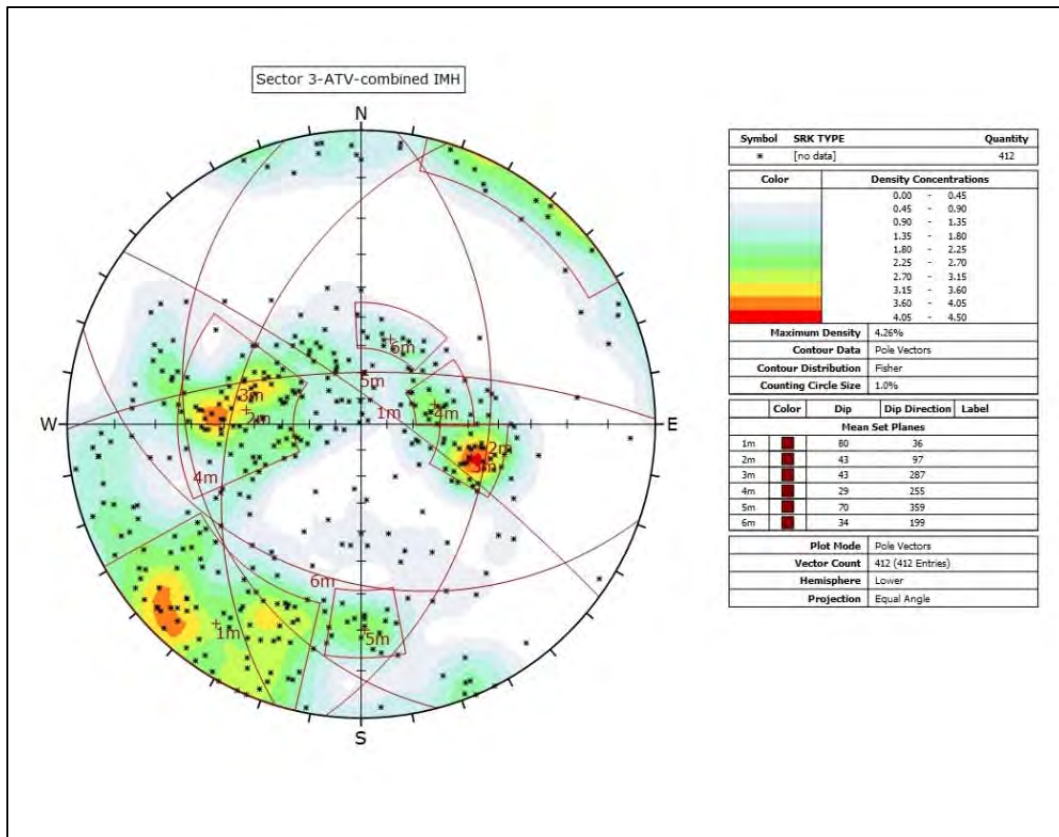 Sector 3-ATV-combined IMH
N
6m
5m
3m
4m
1m
2m
W
E
2m
3m
4m
6m
1m
5m
S
Symbol SRK TYPE Quantity
[no data] 412
Color Density Concentrations
0.00 - 0.45
0.45 - 0.90
0.90 - 1.35
1.35 - 1.80
1.80 - 2.25
2.25 - 2.70
2.70 - 3.15
3.15 - 3.60
3.60 - 4.05
4.05 - 4.50
Maximum Density 4.26%
Contour Data Pole Vectors
Contour Distribution Fisher
Counting Circle Size 1.0%
Color Dip Dip Direction Label
Mean Set Planes
1m 80 36
2m 43 97
3m 43 287
4m 29 255
5m 70 359
6m 34 199
Plot Mode Pole Vectors
Vector Count 412 (412 Entries)
Hemisphere Lower
Projection Equal Angle